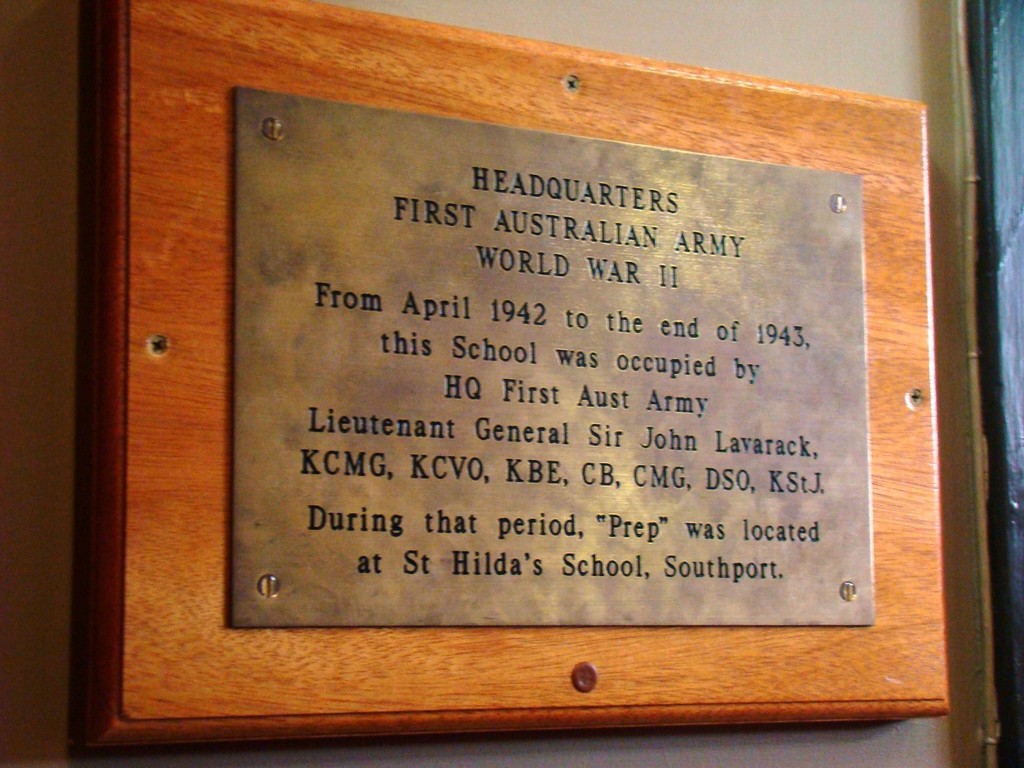 HEADQUARTERS
FIRST AUSTRALIAN ARMY
WORLD WAR II
From April 1942 to the end of 1943,
this School was occupied by
HQ First Aust Army
Lieutenant General Sir John Lavarack,
KCMG, KCVO, KBE, CB, CMG, DSO, KStJ.
During that period, "Prep" was located
at St Hilda's School, Southport.